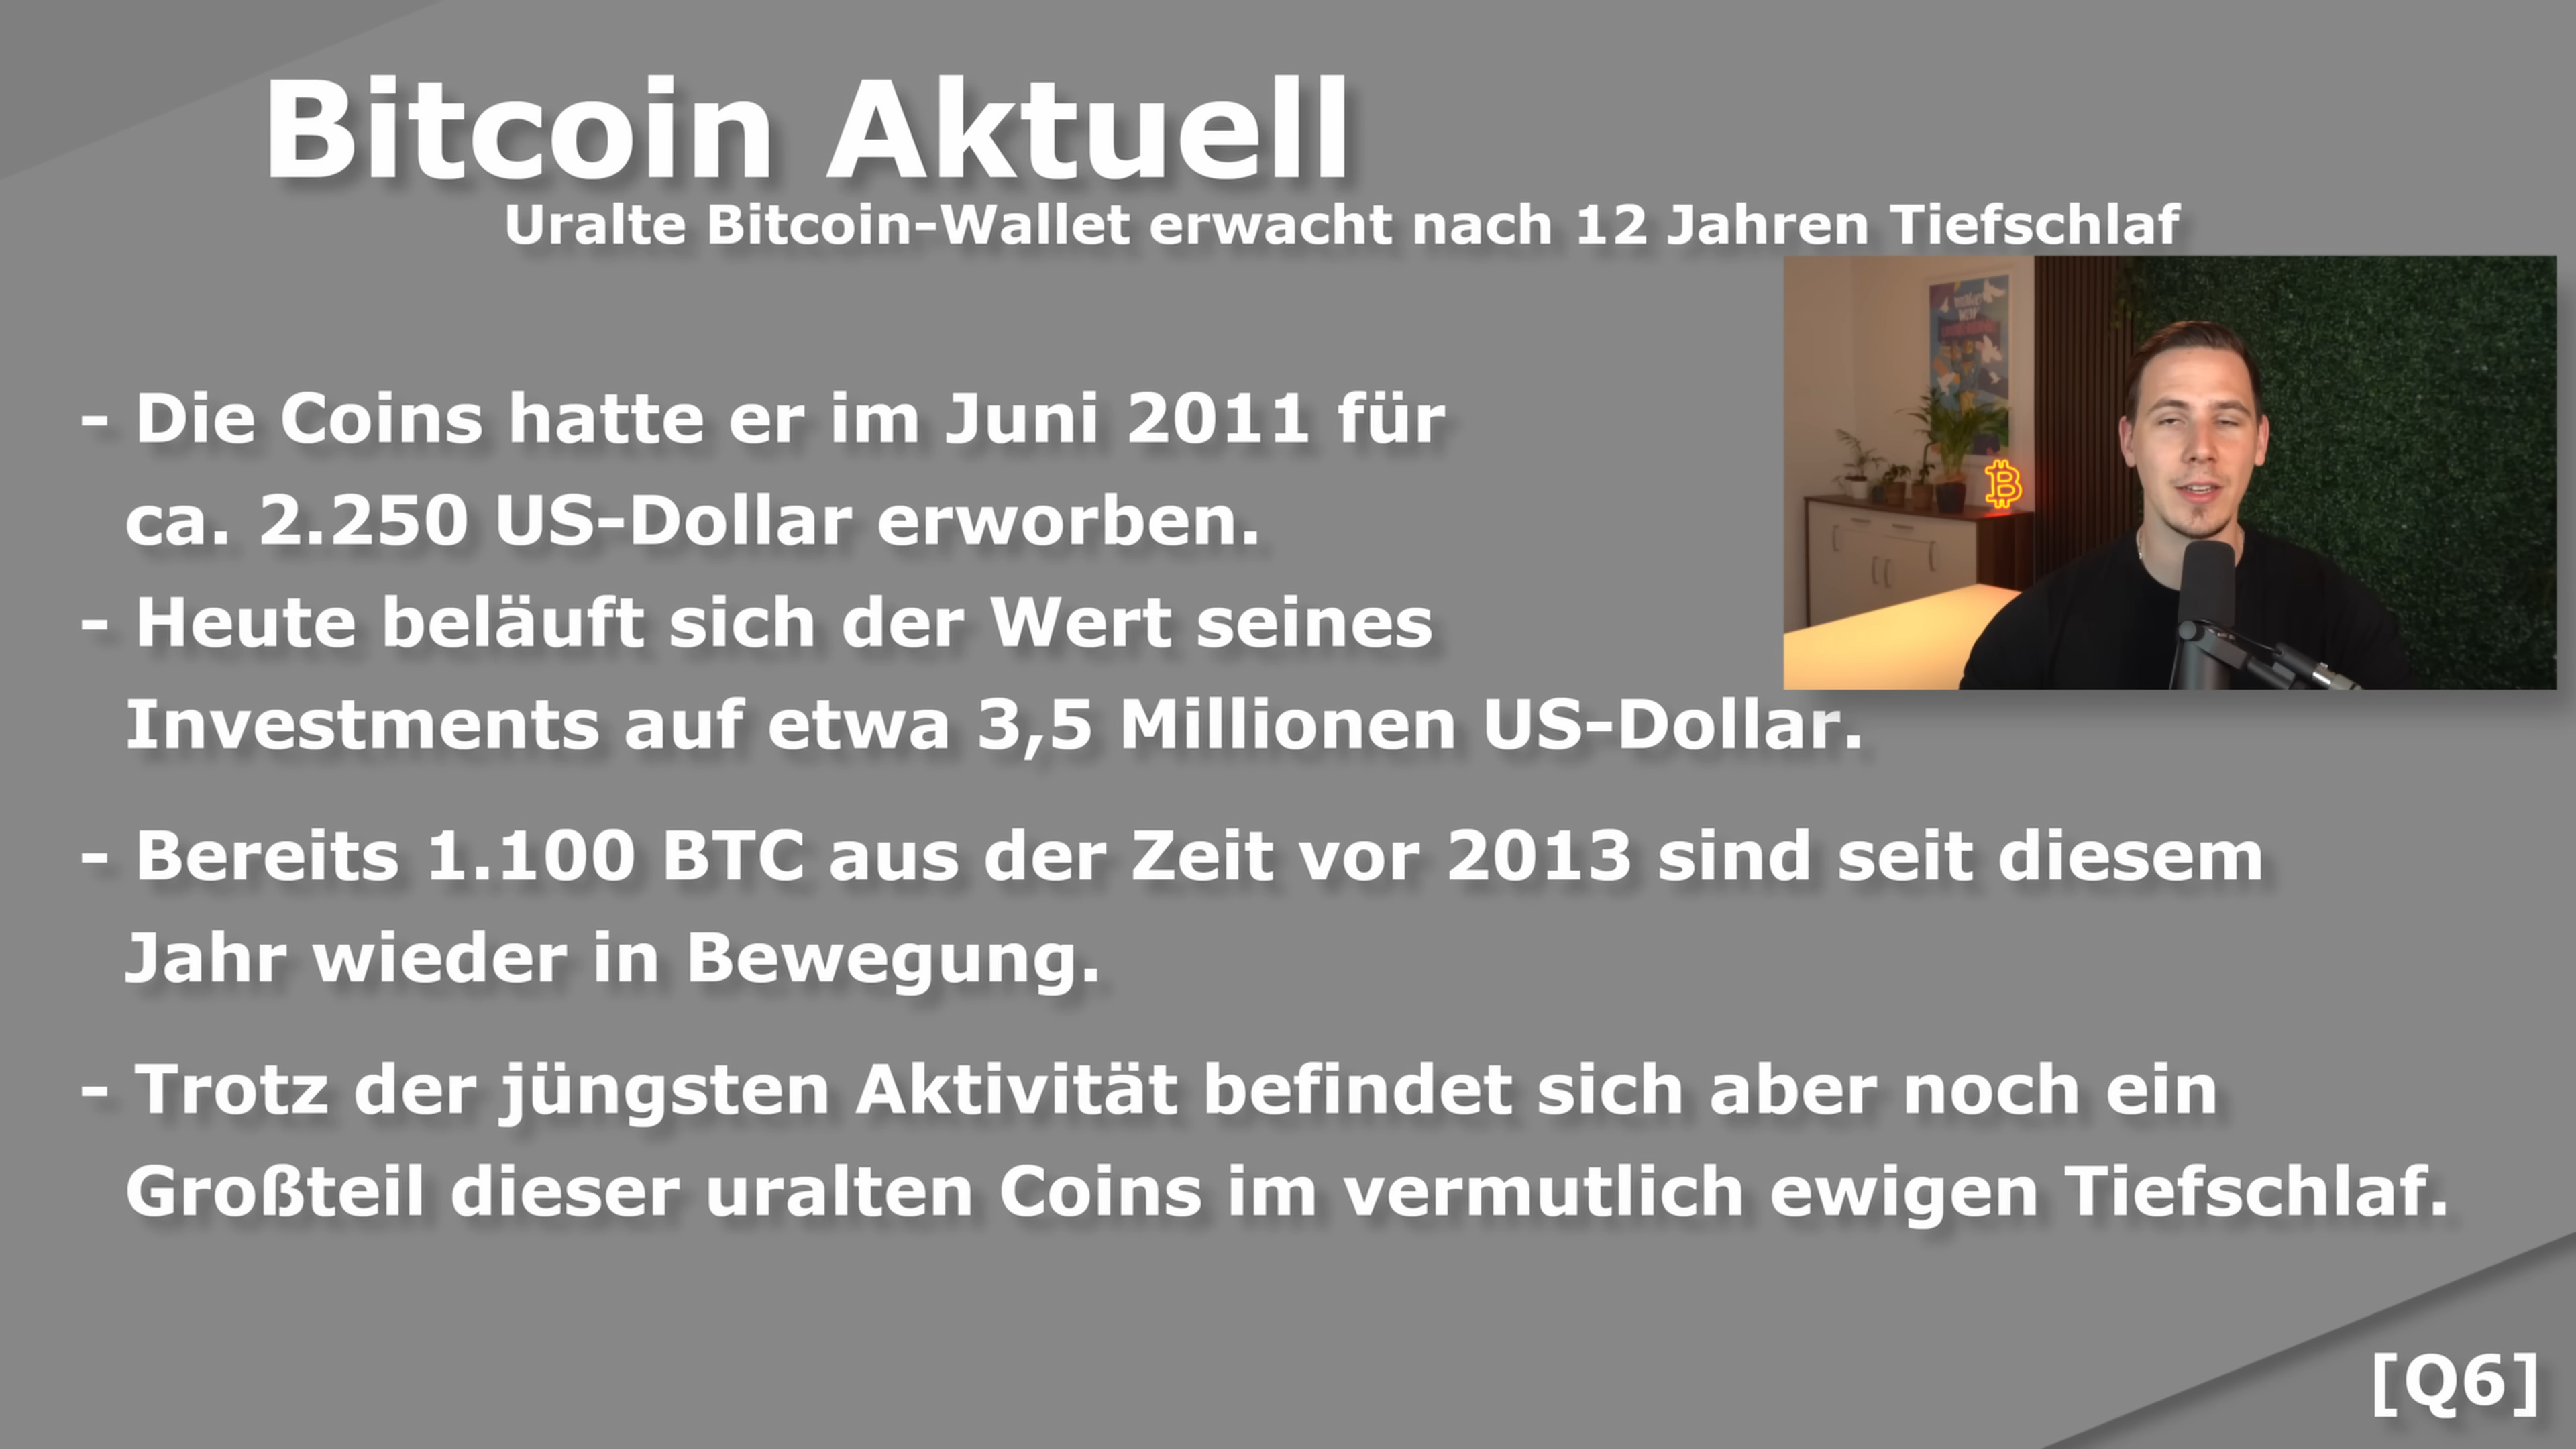 Bitcoin Aktuell
Uralte Bitcoin-Wallet erwacht nach 12 Jahren Tiefschlaf
- Die Coins hatte er im Juni 2011 für
ca. 2.250 US-Dollar erworben.
- Heute beläuft sich der Wert seines
Investments auf etwa 3,5 Millionen US-Dollar.
- Bereits 1.100 BTC aus der Zeit vor 2013 sind seit diesem
Jahr wieder in Bewegung.
- Trotz der jüngsten Aktivität befindet sich aber noch ein
Großteil dieser uralten Coins im vermutlich ewigen Tiefschlaf.
[Q6]